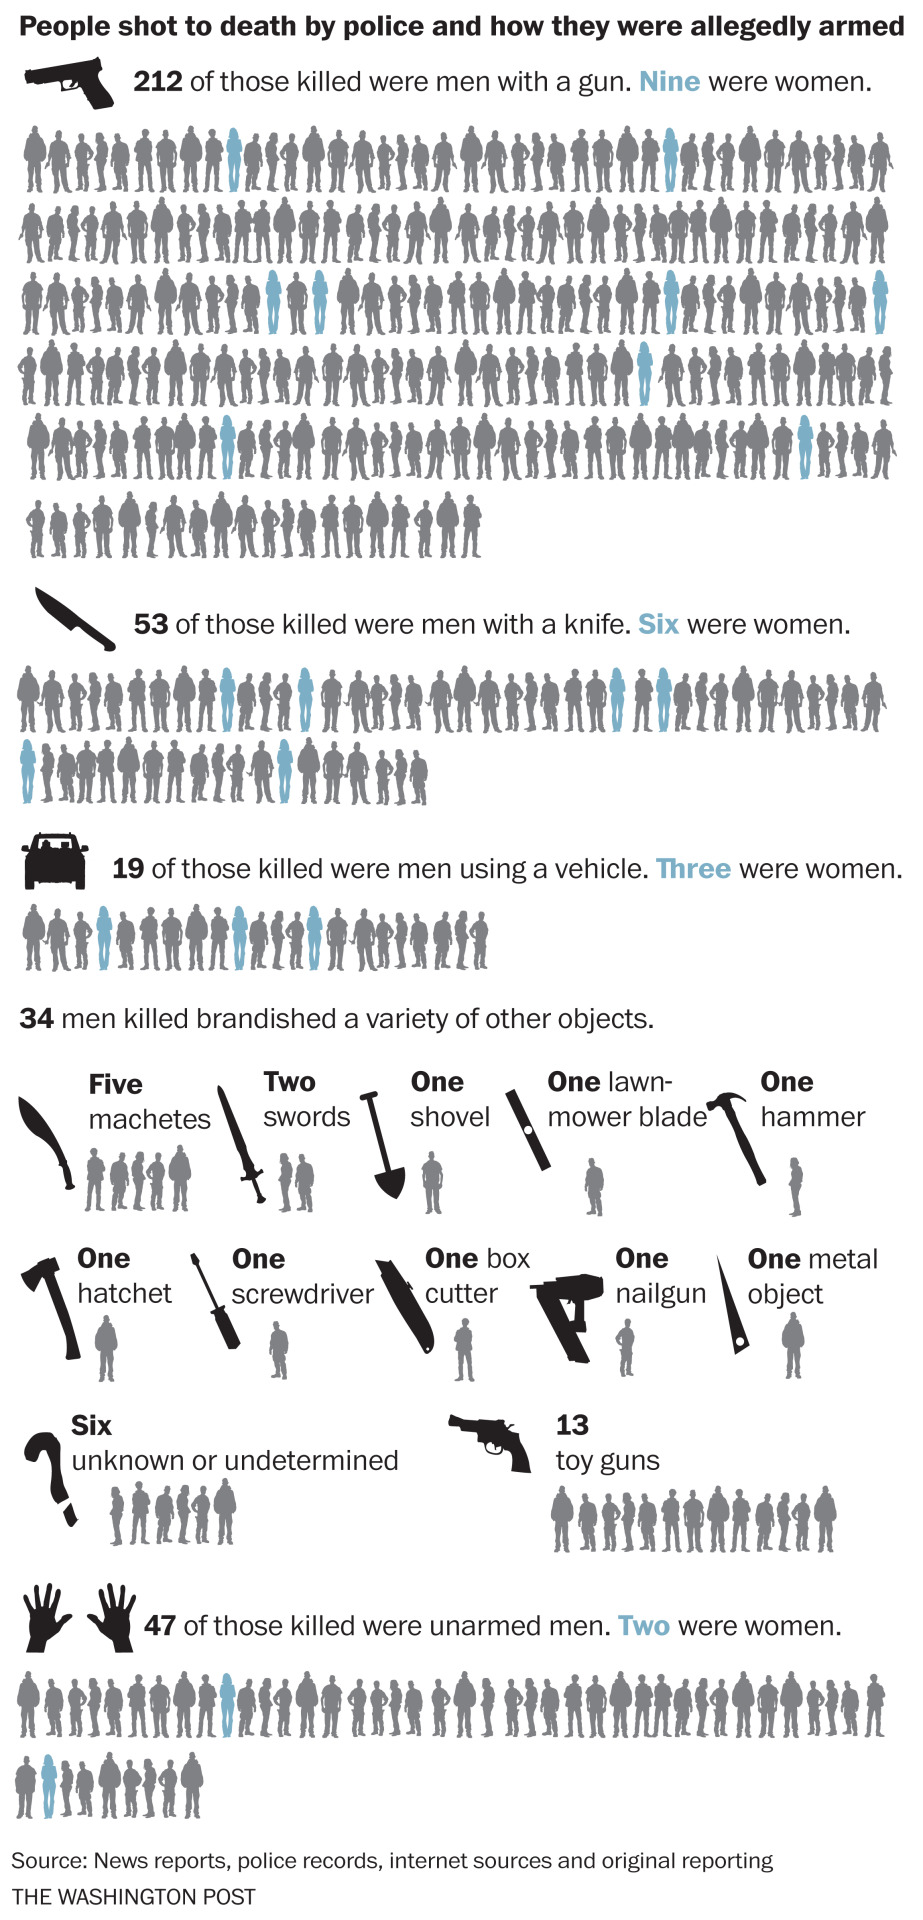 People shot to death by police and how they were allegedly armed
212 of those killed were men with a gun. Nine were women.
53 of those killed were men with a knife. Six were women.
19 of those killed were men using a vehicle. Three were women.
34 men killed brandished a variety of other objects.
Five
machetes
Two
swords
One
shovel
One lawn-
mower blade
One
hammer
One
hatchet
One
screwdriver
One box
cutter
One
nailgun
One metal
object
Six
unknown or undetermined
13
toy guns
47 of those killed were unarmed men. Two were women.
Source: News reports, police records, internet sources and original reporting
THE WASHINGTON POST